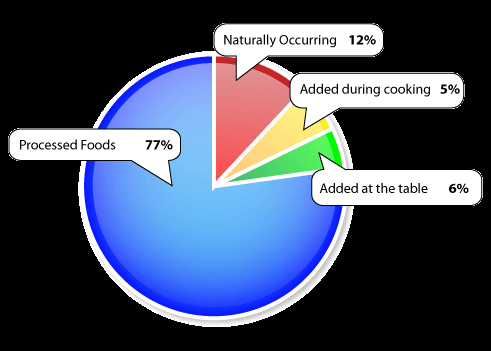 Naturally Occurring 12%
Added during cooking 5%
Processed Foods 77%
Added at the table 6%